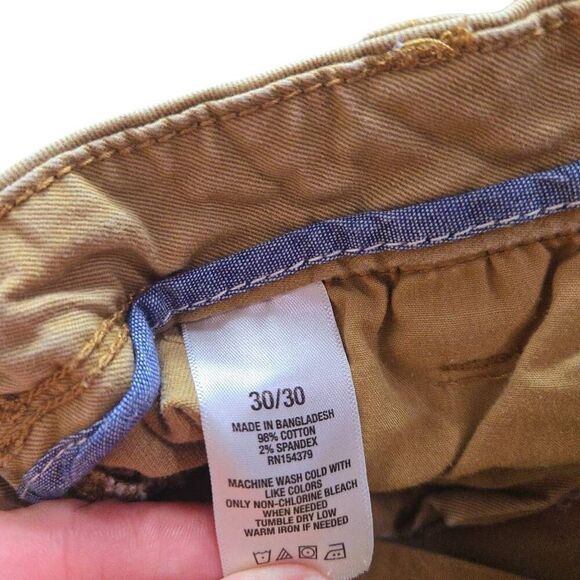 30/30
MADE IN BANGLADESH
98% COTTON
2% SPANDEX
RN154379
MACHINE WASH COLD WITH
LIKE COLORS
ONLY NON-CHLORINE BLEACH
WHEN NEEDED
TUMBLE DRY LOW
WARM IRON IF NEEDED